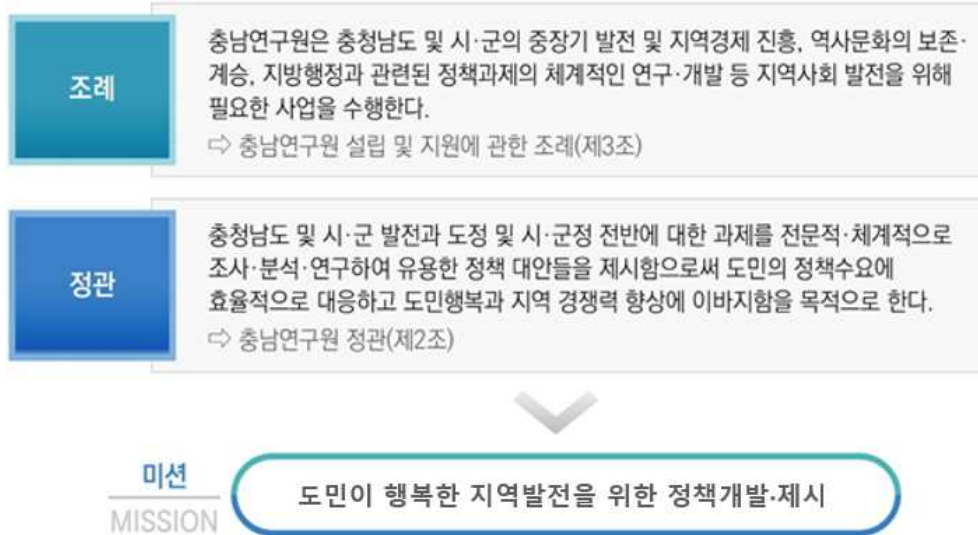 조례
충남연구원은 충청남도 및 시·군의 중장기 발전 및 지역경제 진흥, 역사문화의 보존·
계승, 지방행정과 관련된 정책과제의 체계적인 연구·개발 등 지역사회 발전을 위해
필요한 사업을 수행한다.
⇨ 충남연구원 설립 및 지원에 관한 조례(제3조)
정관
충청남도 및 시·군 발전과 도정 및 시·군정 전반에 대한 과제를 전문적·체계적으로
조사·분석·연구하여 유용한 정책 대안들을 제시함으로써 도민의 정책수요에
효율적으로 대응하고 도민행복과 지역 경쟁력 향상에 이바지함을 목적으로 한다.
⇨ 충남연구원 정관(제2조)
미션
MISSION
도민이 행복한 지역발전을 위한 정책개발·제시